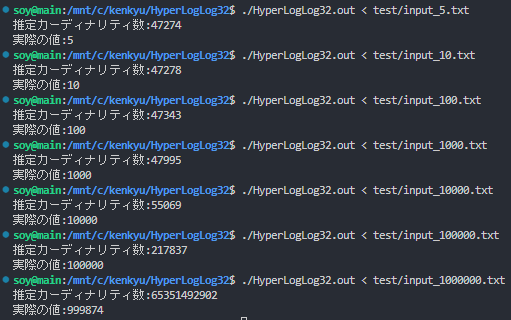 soy@main:/mnt/c/kenkyu/HyperLogLog32$ ./HyperLogLog32.out < test/input_5.txt
推定カーディナリティ数:47274
実際の値:5
soy@main:/mnt/c/kenkyu/HyperLogLog32$ ./HyperLogLog32.out < test/input_10.txt
推定カーディナリティ数:47278
実際の値:10
soy@main:/mnt/c/kenkyu/HyperLogLog32$ ./HyperLogLog32.out < test/input_100.txt
推定カーディナリティ数:47343
実際の値:100
soy@main:/mnt/c/kenkyu/HyperLogLog32$ ./HyperLogLog32.out < test/input_1000.txt
推定カーディナリティ数:47995
実際の値:1000
soy@main:/mnt/c/kenkyu/HyperLogLog32$ ./HyperLogLog32.out < test/input_10000.txt
推定カーディナリティ数:55069
実際の値:10000
soy@main:/mnt/c/kenkyu/HyperLogLog32$ ./HyperLogLog32.out < test/input_100000.txt
推定カーディナリティ数:217837
実際の値:100000
soy@main:/mnt/c/kenkyu/HyperLogLog32$ ./HyperLogLog32.out < test/input_1000000.txt
推定カーディナリティ数:65351492902
実際の値:999874